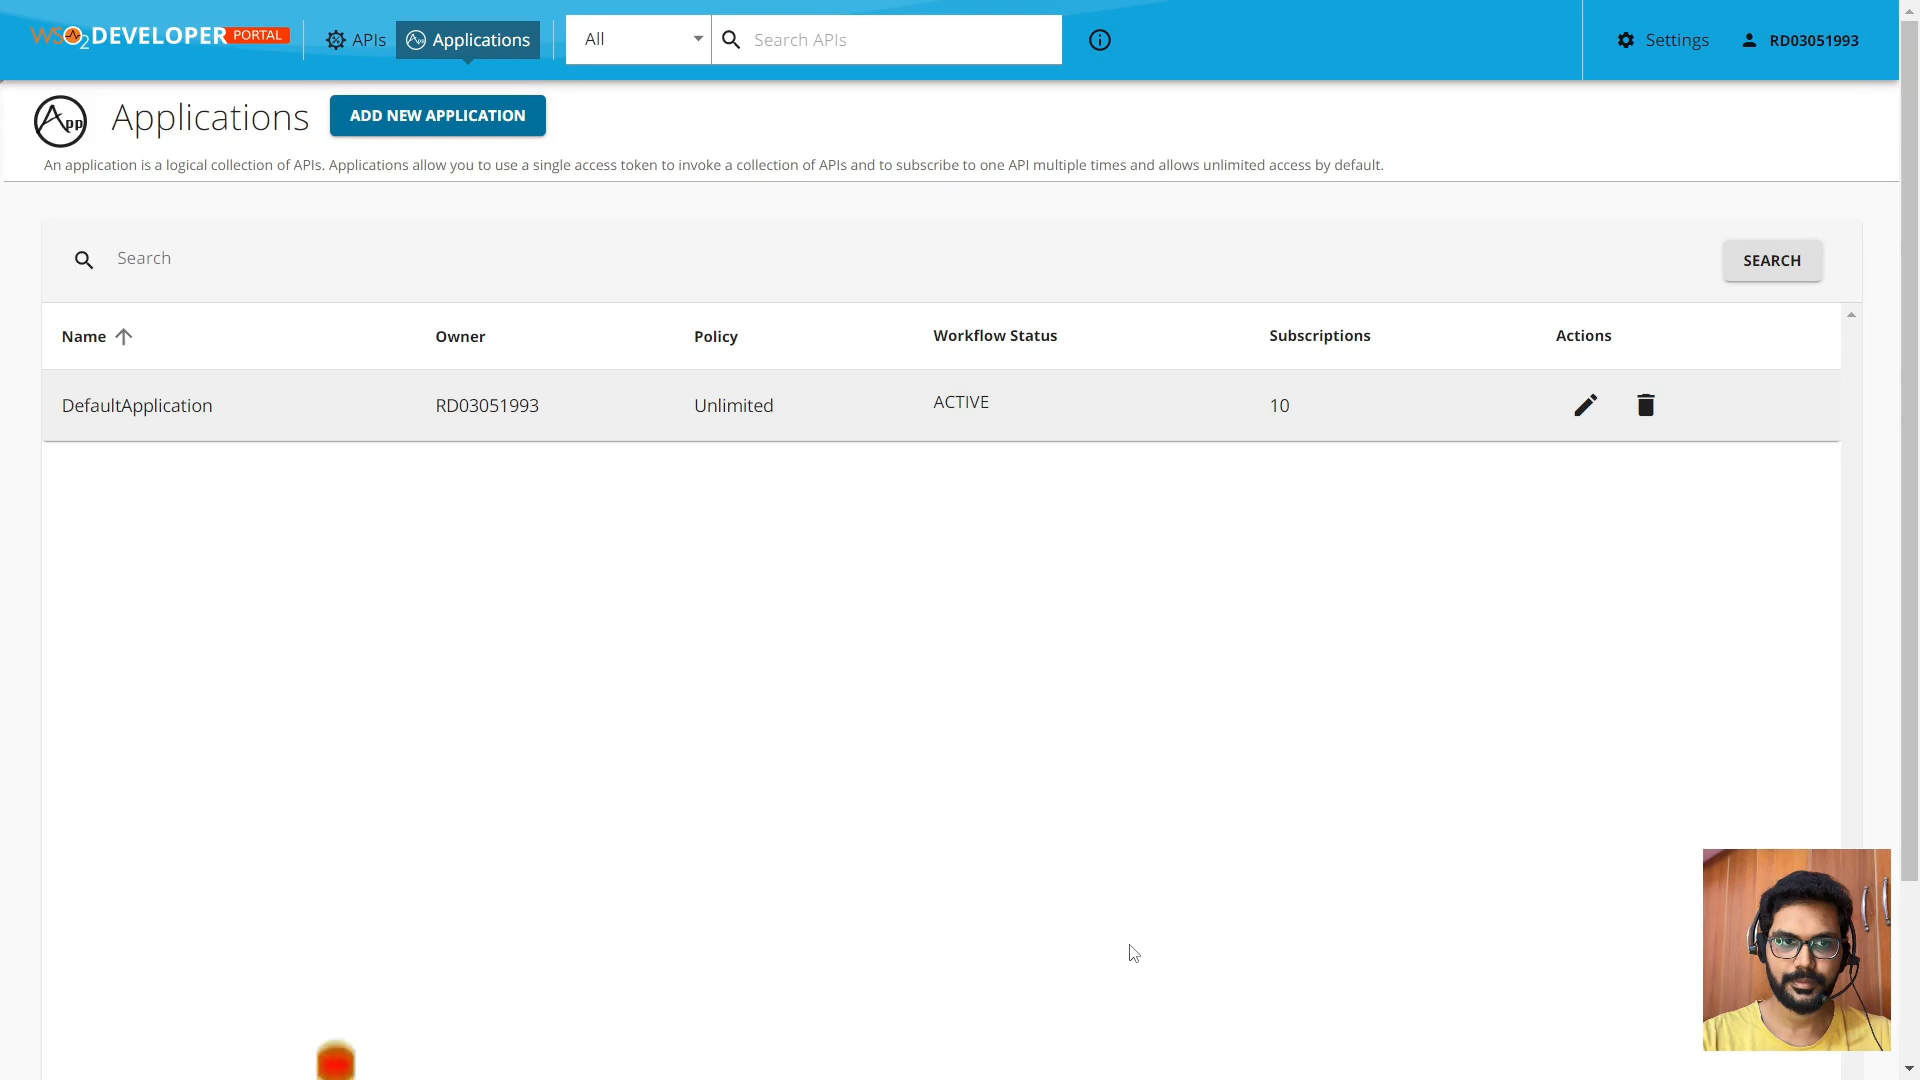 WSO2 DEVELOPER PORTAL APIs Applications All Search APIs Settings RD03051993
Applications ADD NEW APPLICATION
An application is a logical collection of APIs. Applications allow you to use a single access token to invoke a collection of APIs and to subscribe to one API multiple times and allows unlimited access by default.
Search SEARCH
Name Owner Policy Workflow Status Subscriptions Actions
DefaultApplication RD03051993 Unlimited ACTIVE 10